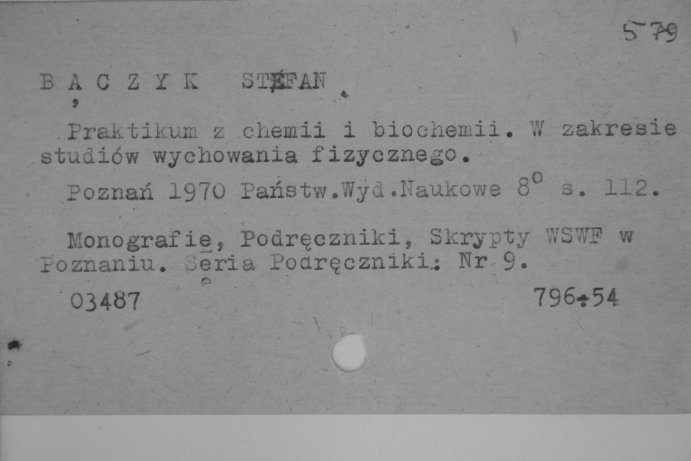 579
BĄCZYK STEFAN
Praktikum z chemii i biochemii. W zakresie
studiów wychowania fizycznego.
Poznań 1970 Państw.Wyd.Naukowe 8° s. 112.
Monografie, Podręczniki, Skrypty WSWF w
Poznaniu. Seria Podręczniki: Nr 9.
03487 796:54